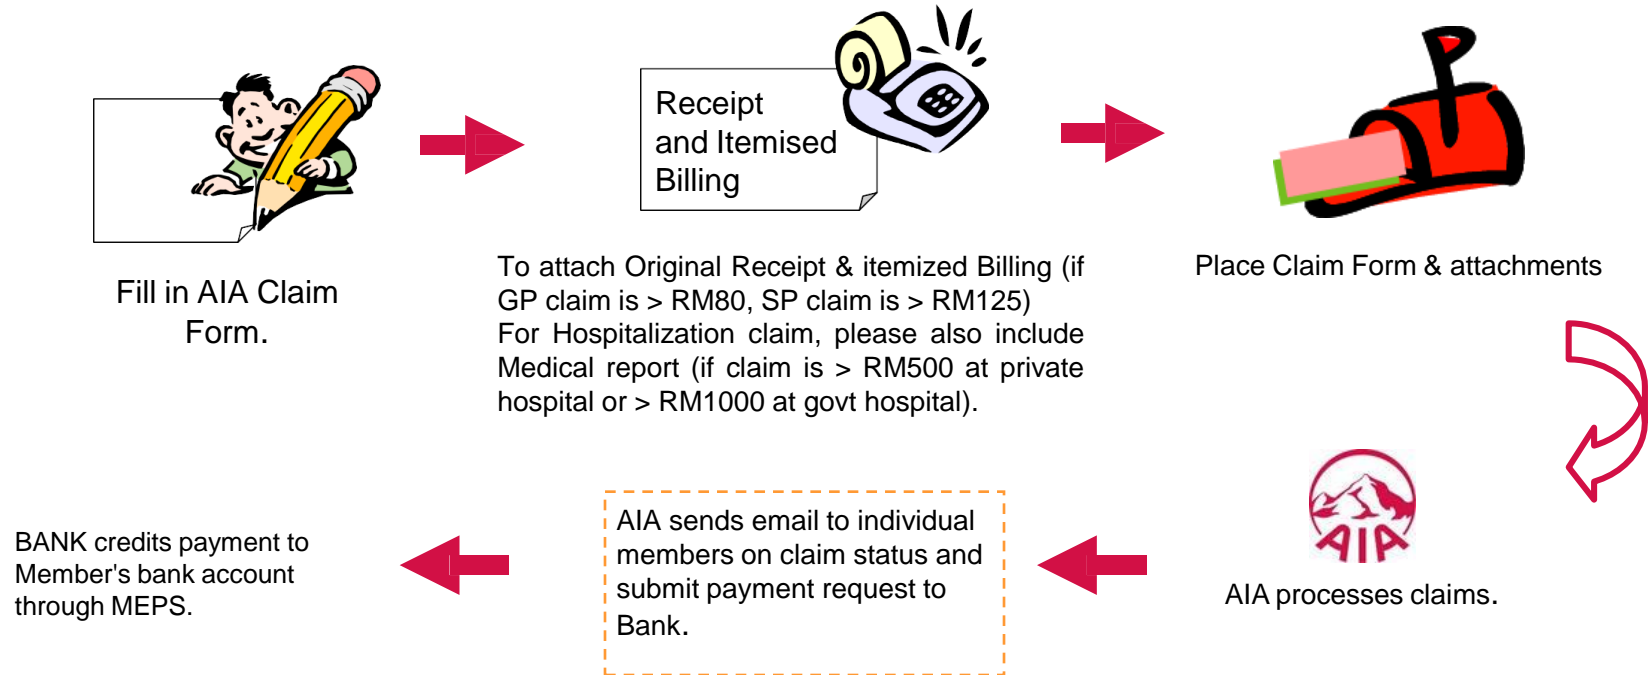 Receipt
and Itemised
Billing
Fill in AIA Claim
Form.
To attach Original Receipt & itemized Billing (if
GP claim is > RM80, SP claim is > RM125)
For Hospitalization claim, please also include
Medical report (if claim is > RM500 at private
hospital or > RM1000 at govt hospital).
Place Claim Form & attachments
AIA
AIA processes claims.
AIA sends email to individual
members on claim status and
submit payment request to
Bank.
BANK credits payment to
Member's bank account
through MEPS.